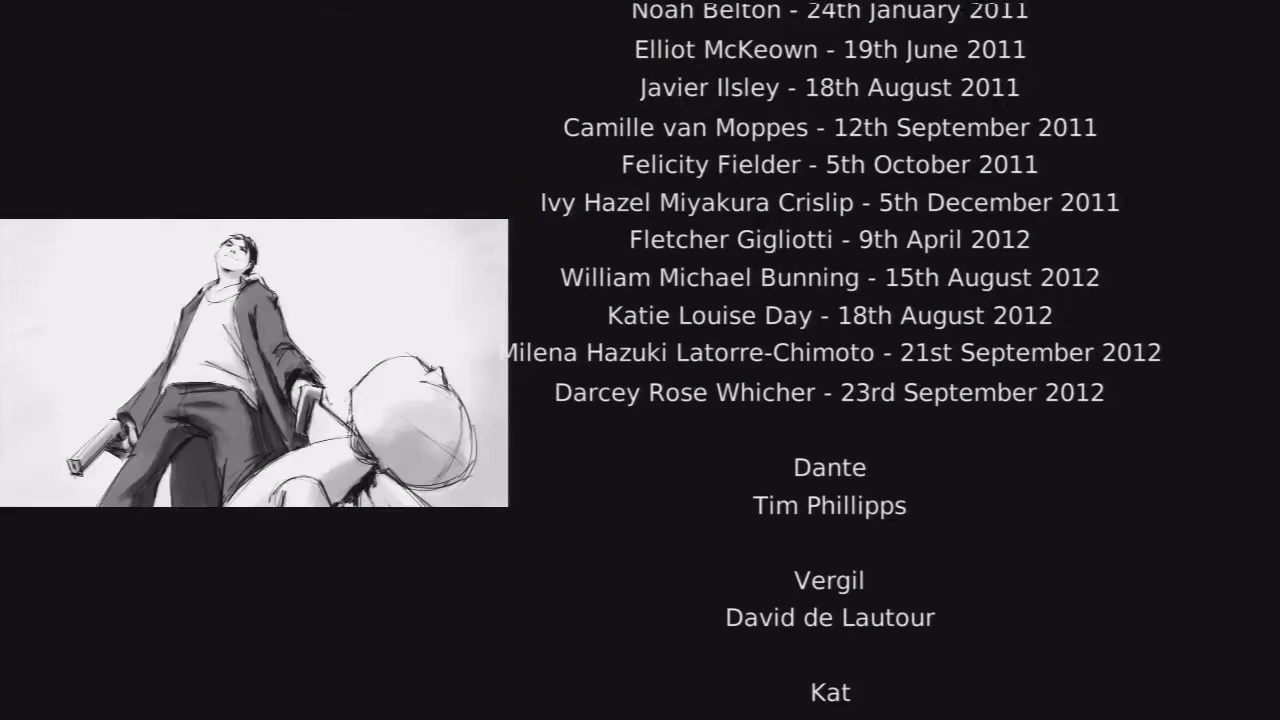 Noah Belton - 24th January 2011
Elliot McKeown - 19th June 2011
Javier Ilsley - 18th August 2011
Camille van Moppes - 12th September 2011
Felicity Fielder - 5th October 2011
Ivy Hazel Miyakura Crislip - 5th December 2011
Fletcher Gigliotti - 9th April 2012
William Michael Bunning - 15th August 2012
Katie Louise Day - 18th August 2012
Milena Hazuki Latorre-Chimoto - 21st September 2012
Darcey Rose Whicher - 23rd September 2012
Dante
Tim Phillipps
Vergil
David de Lautour
Kat